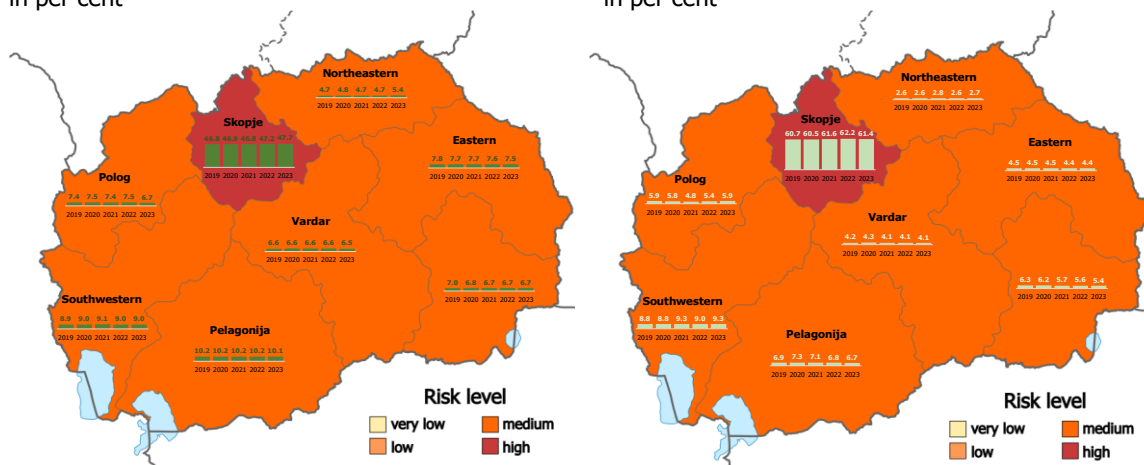 in per cent
Northeastern
4.7 4.8 4.7 4.7 5.4
2019 2020 2021 2022 2023
Skopje
2019 2020 2021 2022 2023
Eastern
7.8 7.7 7.7 7.6 7.5
2019 2020 2021 2022 2023
Polog
7.4 7.5 7.4 7.5 6.7
2019 2020 2021 2022 2023
Vardar
6.6 6.6 6.6 6.6 6.5
2019 2020 2021 2022 2023
7.0 6.8 6.7 6.7 6.7
2019 2020 2021 2022 2023
Southwestern
8.9 9.0 9.1 9.0 9.0
2019 2020 2021 2022 2023
Pelagonija
10.2 10.2 10.2 10.2 10.1
2019 2020 2021 2022 2023
Risk level
very low medium
low high
in per cent
Northeastern
2.6 2.6 2.8 2.6 2.7
2019 2020 2021 2022 2023
Skopje
60.7 60.5 61.6 62.2 61.4
2019 2020 2021 2022 2023
Eastern
4.5 4.5 4.5 4.4 4.4
2019 2020 2021 2022 2023
Polog
5.9 5.8 4.8 5.4 5.9
2019 2020 2021 2022 2023
Vardar
4.2 4.3 4.1 4.1 4.1
2019 2020 2021 2022 2023
6.3 6.2 5.7 5.6 5.4
2019 2020 2021 2022 2023
Southwestern
8.8 8.8 9.3 9.0 9.3
2019 2020 2021 2022 2023
Pelagonija
6.9 7.3 7.1 6.8 6.7
2019 2020 2021 2022 2023
Risk level
very low medium
low high